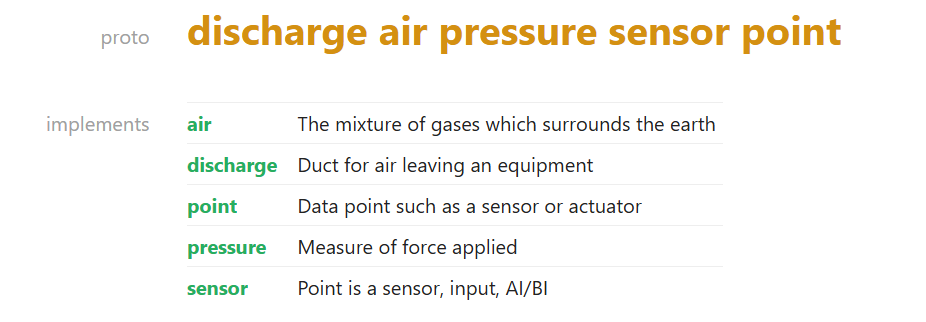 proto discharge air pressure sensor point
implements air The mixture of gases which surrounds the earth
discharge Duct for air leaving an equipment
point Data point such as a sensor or actuator
pressure Measure of force applied
sensor Point is a sensor, input, AI/BI